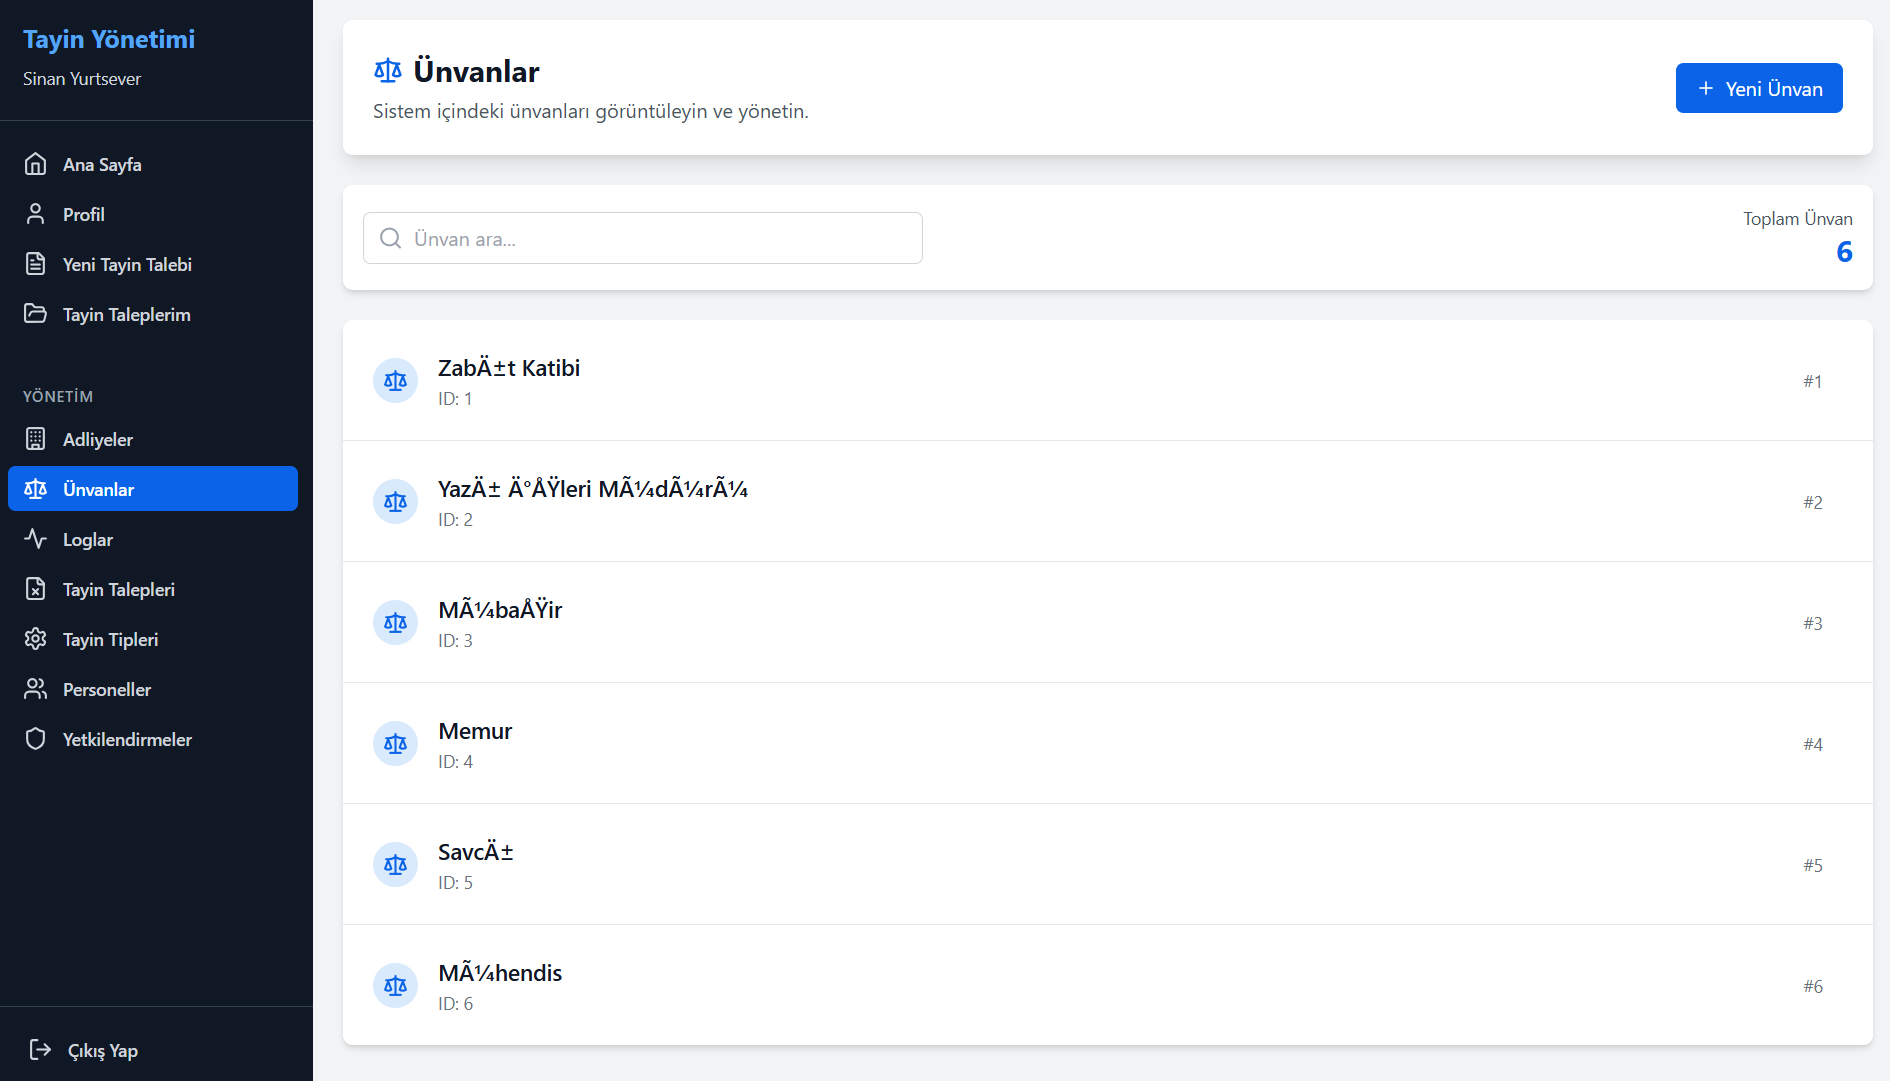 Tayin Yönetimi
Sinan Yurtsever
Ana Sayfa
Profil
Yeni Tayin Talebi
Tayin Taleplerim
YÖNETİM
Adliyeler
Ünvanlar
Loglar
Tayin Talepleri
Tayin Tipleri
Personeller
Yetkilendirmeler
Çıkış Yap
Ünvanlar
Sistem içindeki ünvanları görüntüleyin ve yönetin.
+ Yeni Ünvan
Ünvan ara...
Toplam Ünvan
6
ZabÄ±t Katibi
ID: 1
#1
YazÄ± Ä°ÅŸleri MÃ¼dÃ¼rÃ¼
ID: 2
#2
MÃ¼baÅŸir
ID: 3
#3
Memur
ID: 4
#4
SavcÄ±
ID: 5
#5
MÃ¼hendis
ID: 6
#6